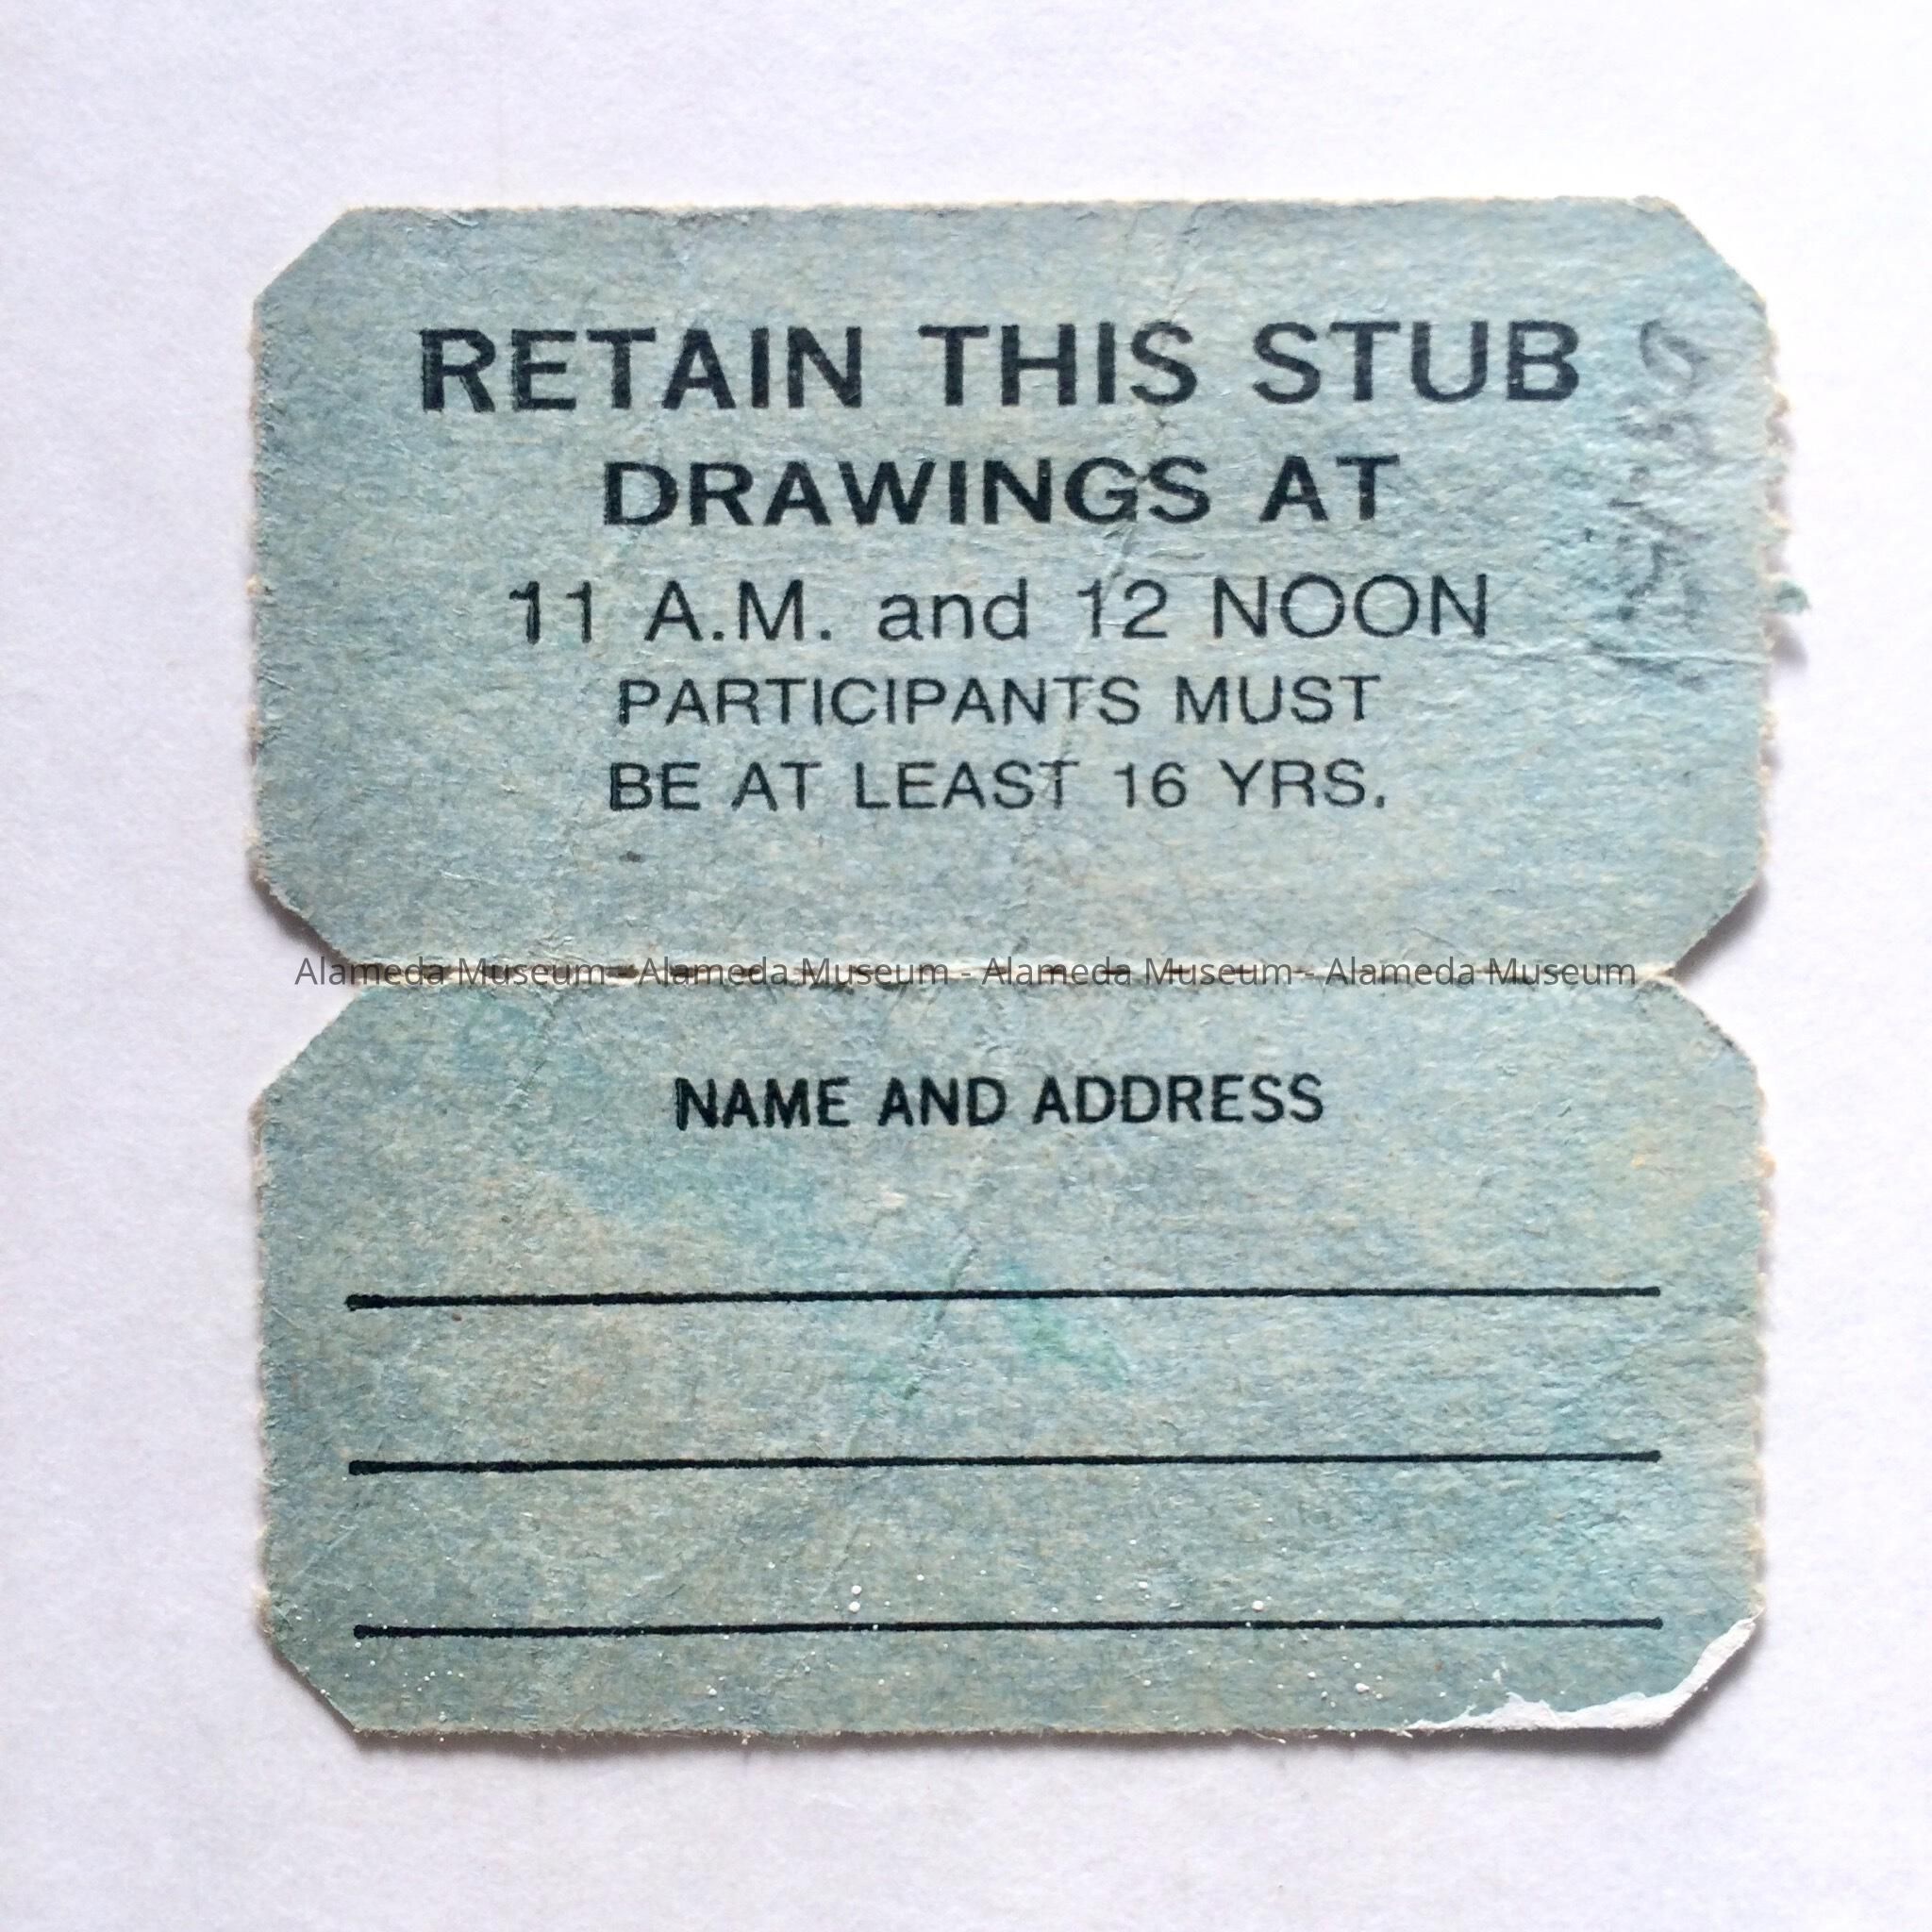 RETAIN THIS STUB
DRAWINGS AT
11 A.M. and 12 NOON
PARTICIPANTS MUST
BE AT LEAST 16 YRS.
Alameda Museum - Alameda Museum - Alameda Museum - Alameda Museum
NAME AND ADDRESS